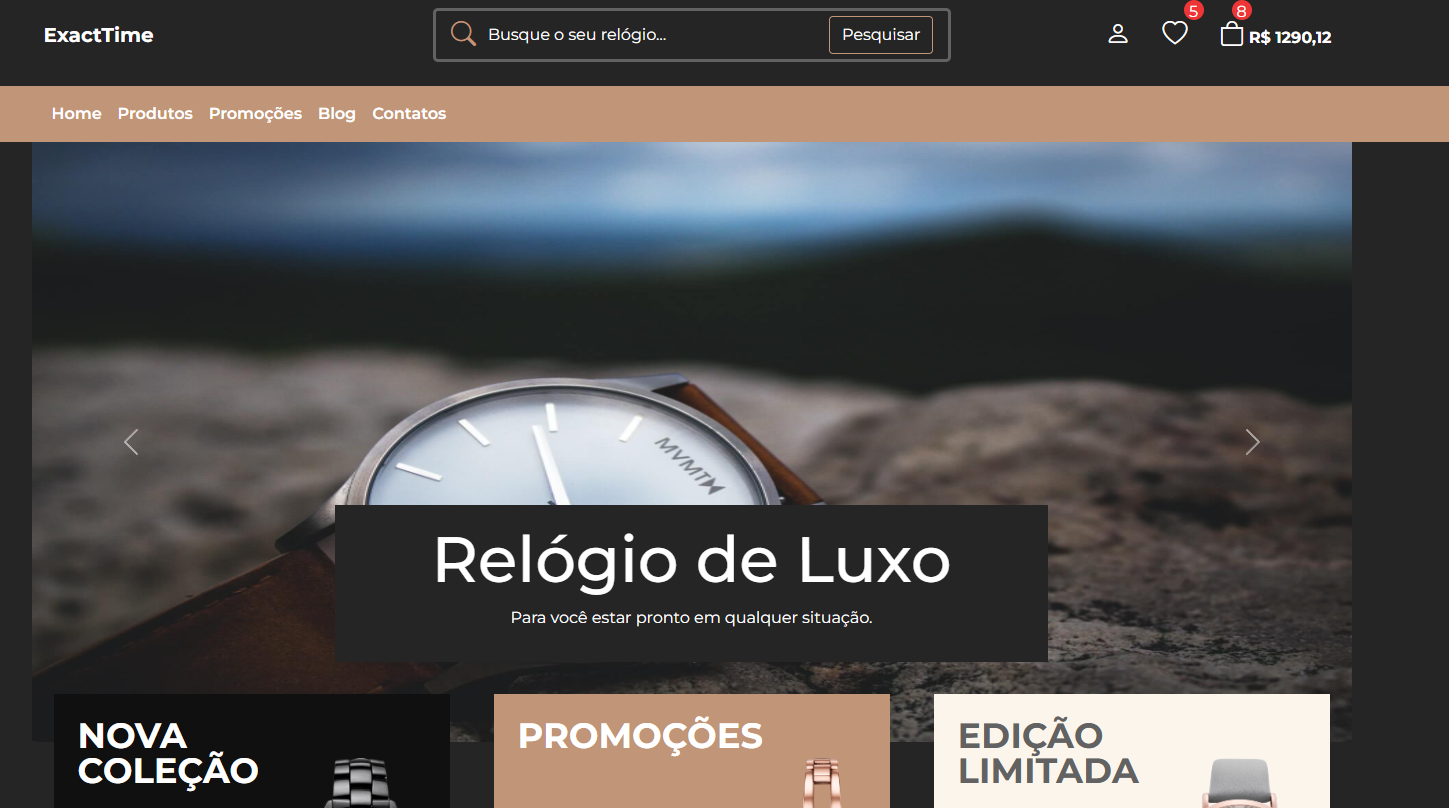 ExactTime
Busque o seu relógio...
Pesquisar
5
8
R$ 1290,12
Home Produtos Promoções Blog Contatos
MVMT
Relógio de Luxo
Para você estar pronto em qualquer situação.
NOVA
COLEÇÃO
PROMOÇÕES
EDIÇÃO
LIMITADA